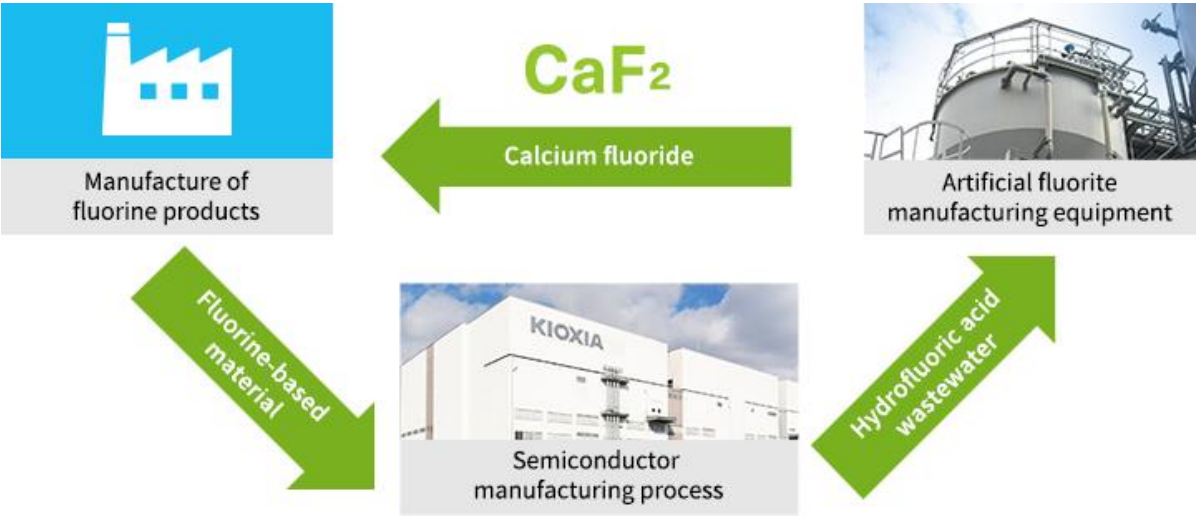 CaF₂
Calcium fluoride
Manufacture of
fluorine products
Artificial fluorite
manufacturing equipment
Fluorine-based
material
KIOXIA
Hydrofluoric acid
wastewater
Semiconductor
manufacturing process